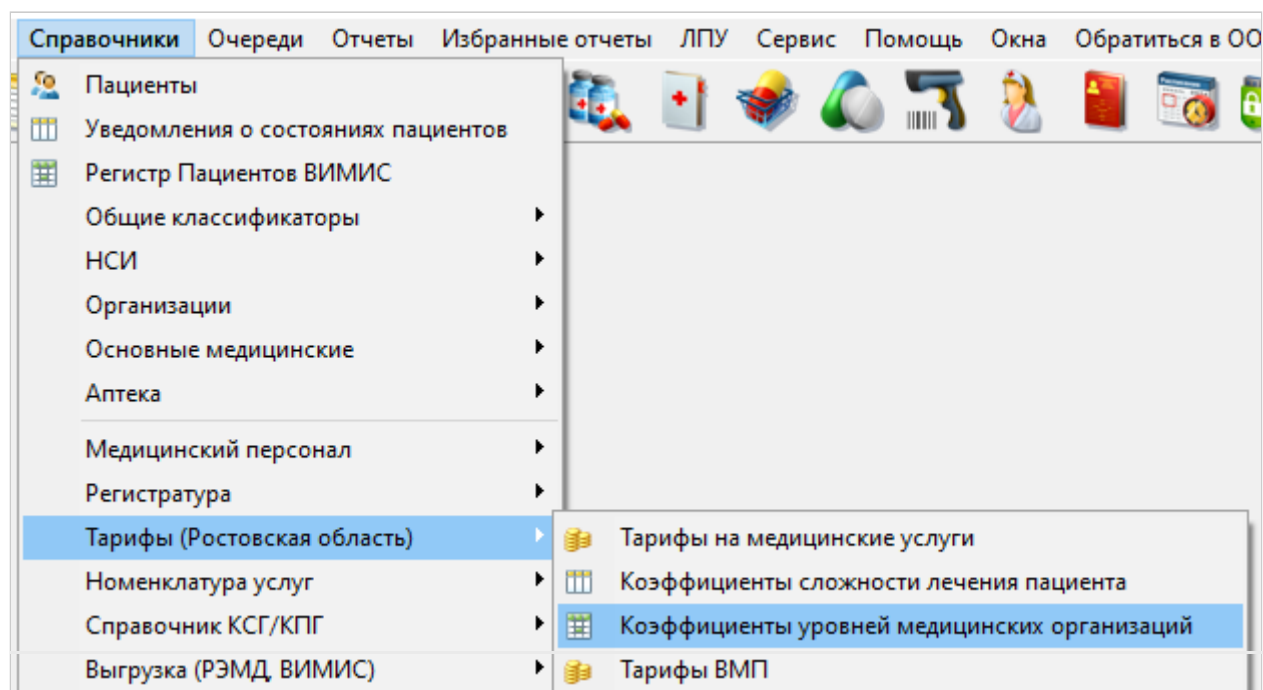 Справочники Очереди Отчеты Избранные отчеты ЛПУ Сервис Помощь Окна Обратиться в ОО
Пациенты
Уведомления о состояниях пациентов
Регистр Пациентов ВИМИС
Общие классификаторы
НСИ
Организации
Основные медицинские
Аптека
Медицинский персонал
Регистратура
Тарифы (Ростовская область)
Тарифы на медицинские услуги
Номенклатура услуг
Коэффициенты сложности лечения пациента
Справочник КСГ/КПГ
Коэффициенты уровней медицинских организаций
Выгрузка (РЭМД, ВИМИС)
Тарифы ВМП